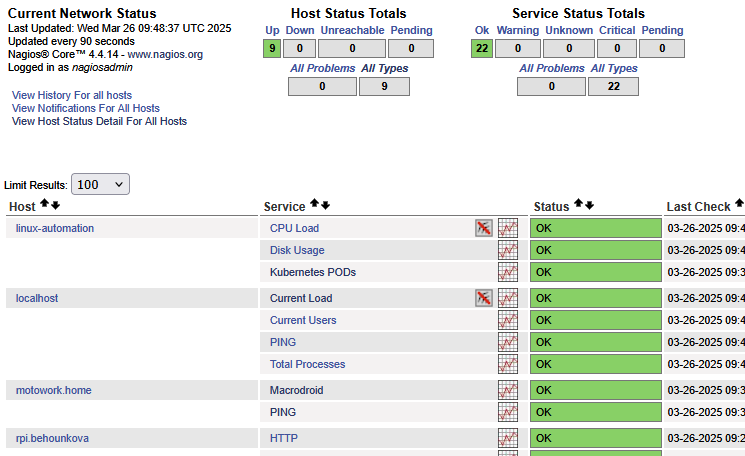 Current Network Status
Last Updated: Wed Mar 26 09:48:37 UTC 2025
Updated every 90 seconds
Nagios® Core™ 4.4.14 - www.nagios.org
Logged in as nagiosadmin
View History For all hosts
View Notifications For All Hosts
View Host Status Detail For All Hosts
Host Status Totals
Up Down Unreachable Pending
9 0 0 0
All Problems All Types
0 9
Service Status Totals
Ok Warning Unknown Critical Pending
22 0 0 0 0
All Problems All Types
0 22
Limit Results: 100
Host Service Status Last Check
linux-automation CPU Load OK 03-26-2025 09:4
Disk Usage OK 03-26-2025 09:4
Kubernetes PODs OK 03-26-2025 09:3
localhost Current Load OK 03-26-2025 09:4
Current Users OK 03-26-2025 09:4
PING OK 03-26-2025 09:4
Total Processes OK 03-26-2025 09:4
motowork.home Macrodroid OK 03-26-2025 09:3
PING OK 03-26-2025 09:3
rpi.behounkova HTTP OK 03-26-2025 09:2